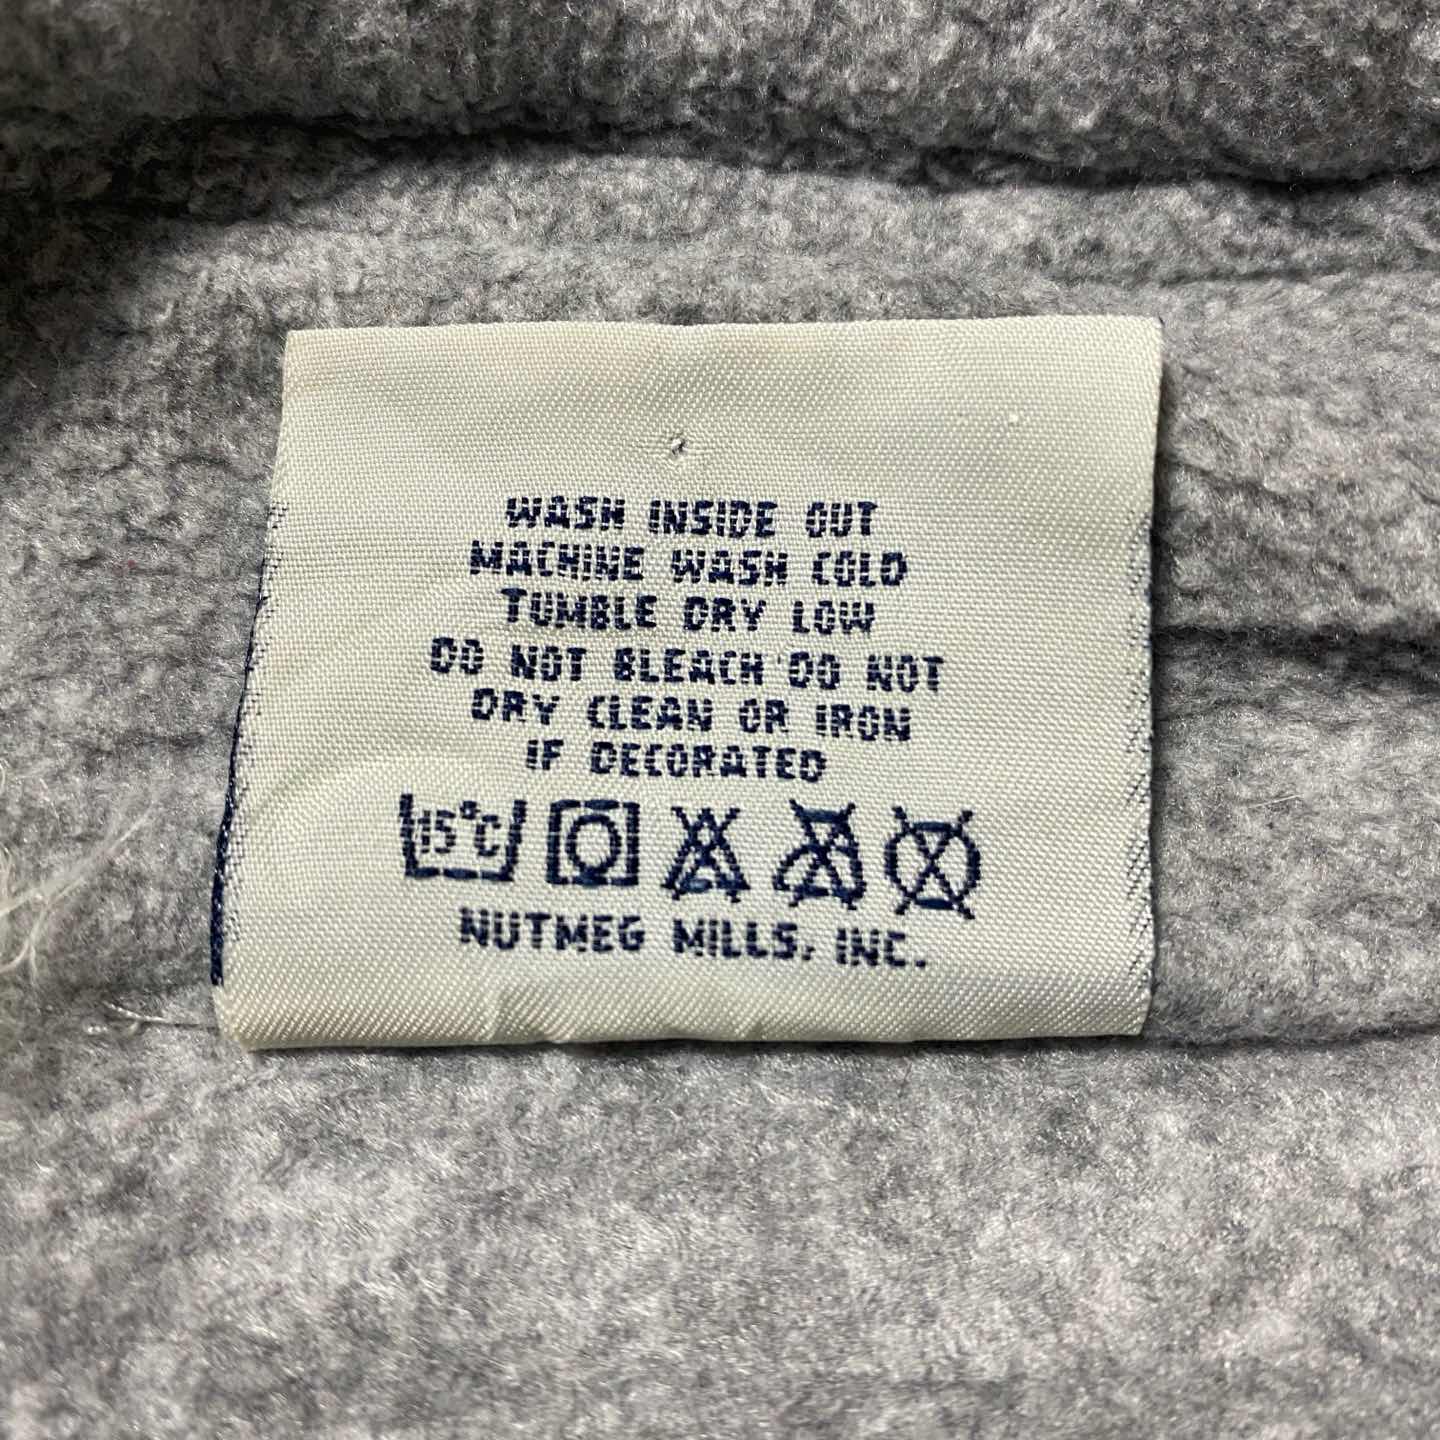 WASH INSIDE OUT
MACHINE WASH COLD
TUMBLE DRY LOW
DO NOT BLEACH DO NOT
DRY CLEAN OR IRON
IF DECORATED
15°C
NUTMEG MILLS, INC.